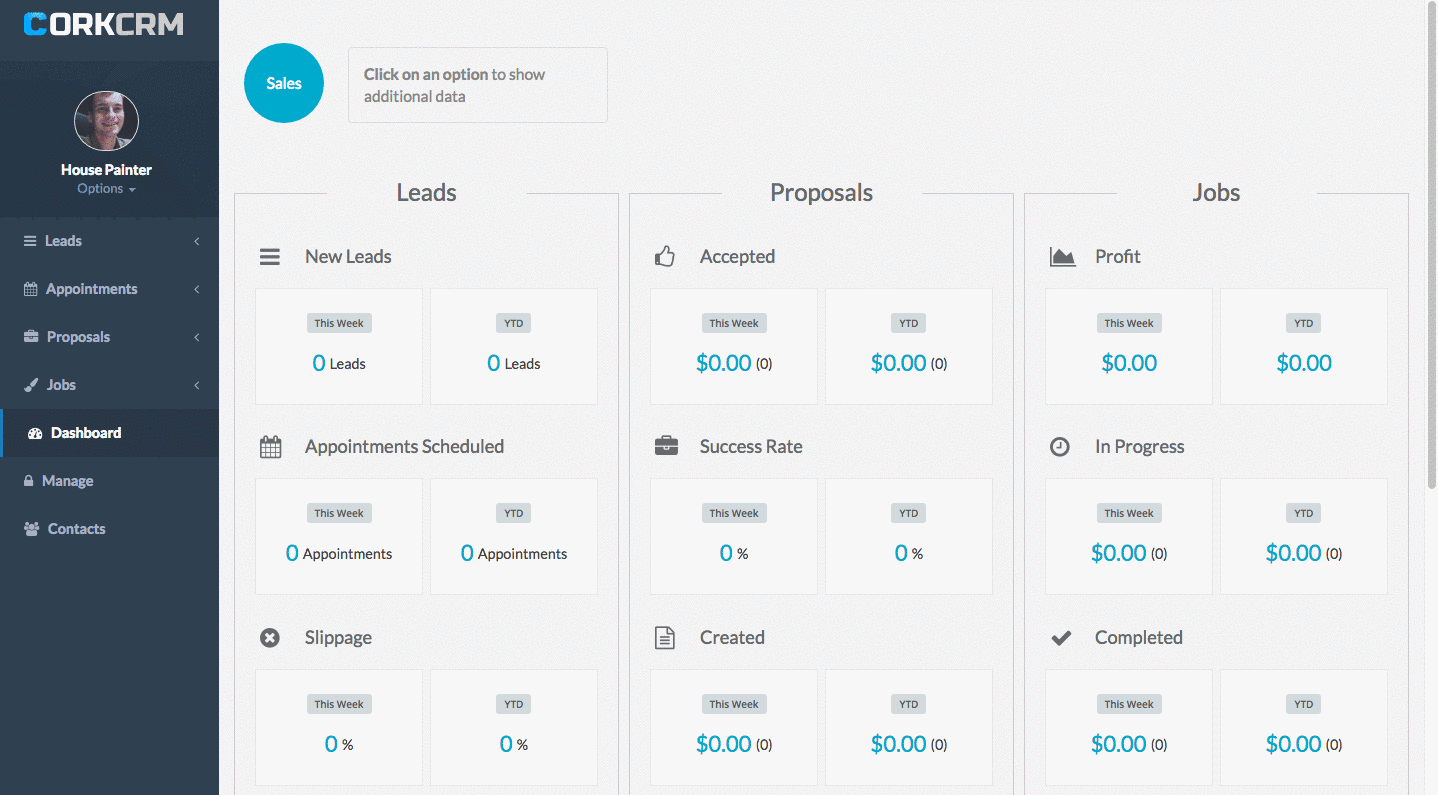 CORKCRM
House Painter
Options
Leads
Appointments
Proposals
Jobs
Dashboard
Manage
Contacts
Sales
Click on an option to show
additional data
Leads
New Leads
This Week
YTD
0 Leads
0 Leads
Appointments Scheduled
This Week
YTD
0 Appointments
0 Appointments
Slippage
This Week
YTD
0 %
0 %
Proposals
Accepted
This Week
YTD
$0.00 (0)
$0.00 (0)
Success Rate
This Week
YTD
0 %
0 %
Created
This Week
YTD
$0.00 (0)
$0.00 (0)
Jobs
Profit
This Week
YTD
$0.00
$0.00
In Progress
This Week
YTD
$0.00 (0)
$0.00 (0)
Completed
This Week
YTD
$0.00 (0)
$0.00 (0)